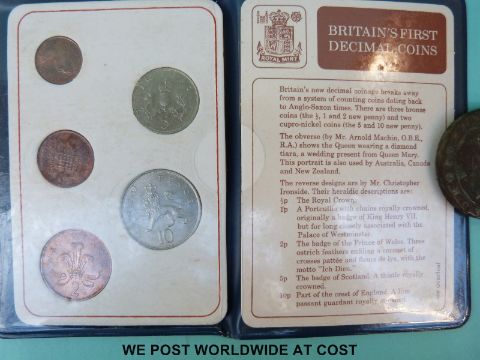 ROYAL MINT
BRITAIN'S FIRST
DECIMAL COINS
Britain's new decimal coinage breaks away
from a system of counting coins dating back
to Anglo-Saxon times. There are three bronze
coins (the ½, 1 and 2 new penny) and two
cupro-nickel coins (the 5 and 10 new penny).
The obverse (by Mr. Arnold Machin, O.B.E.,
R.A.) shows the Queen wearing a diamond
tiara, a wedding present from Queen Mary.
This portrait is also used by Australia, Canada
and New Zealand.
The reverse designs are by Mr. Christopher
Ironside. Their heraldic descriptions are:
½p The Royal Crown.
1p A Portcullis with chains royally crowned,
originally a badge of King Henry VII,
but for long closely associated with the
Palace of Westminster.
2p The badge of the Prince of Wales. Three
ostrich feathers enfiling a coronet of
crosses pattée and fleurs de lys, with the
motto "Ich Dien."
5p The badge of Scotland. A thistle royally
crowned.
10p Part of the crest of England. A lion
passant guardant royally crowned.
see overleaf
5
10
2
WE POST WORLDWIDE AT COST